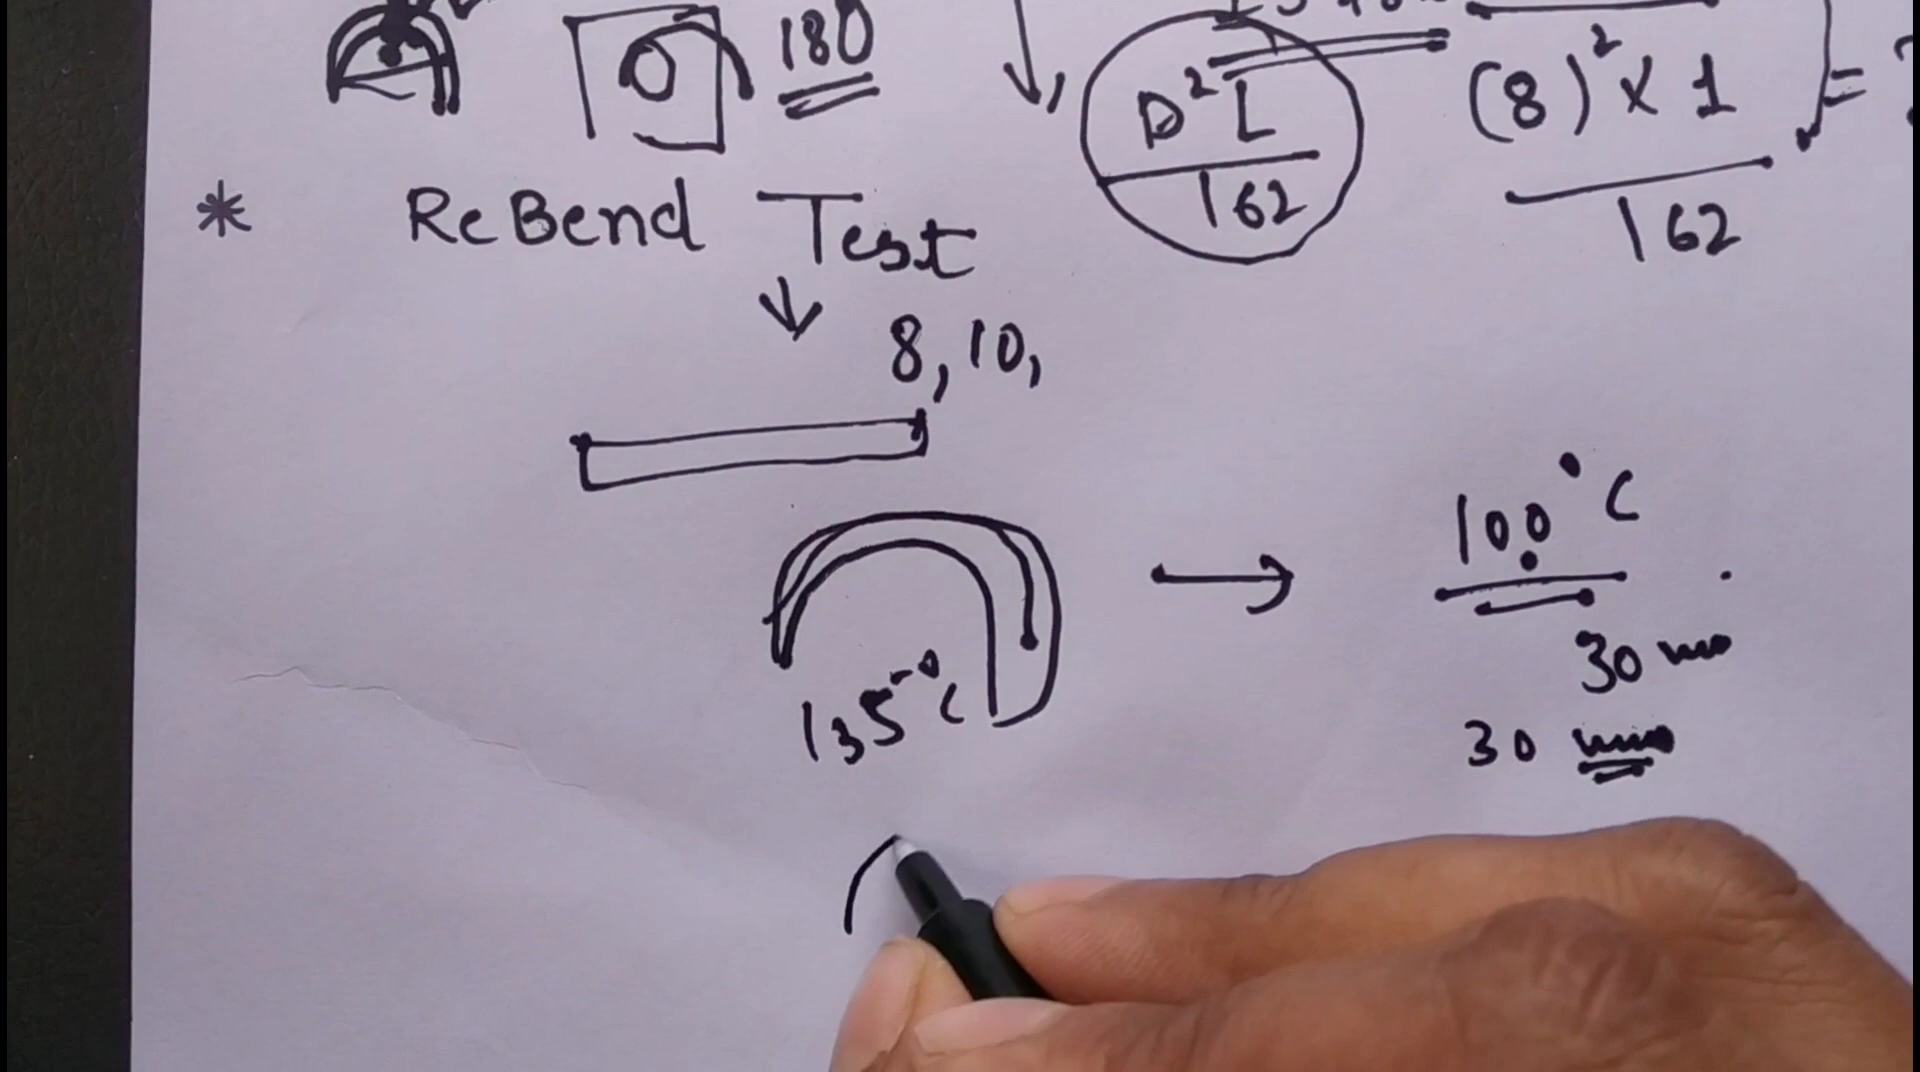 180
D²L
162
(8)² x 1
162
=
* ReBend Test
8, 10,
135°C
100°C
30
30